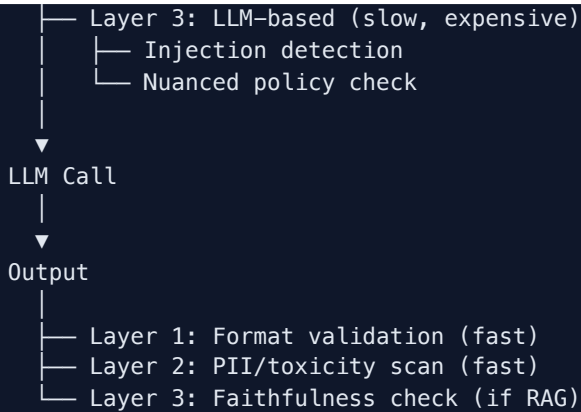 ├── Layer 3: LLM-based (slow, expensive)
│   ├── Injection detection
│   └── Nuanced policy check
│
▼
LLM Call
│
▼
Output
│
├── Layer 1: Format validation (fast)
├── Layer 2: PII/toxicity scan (fast)
└── Layer 3: Faithfulness check (if RAG)